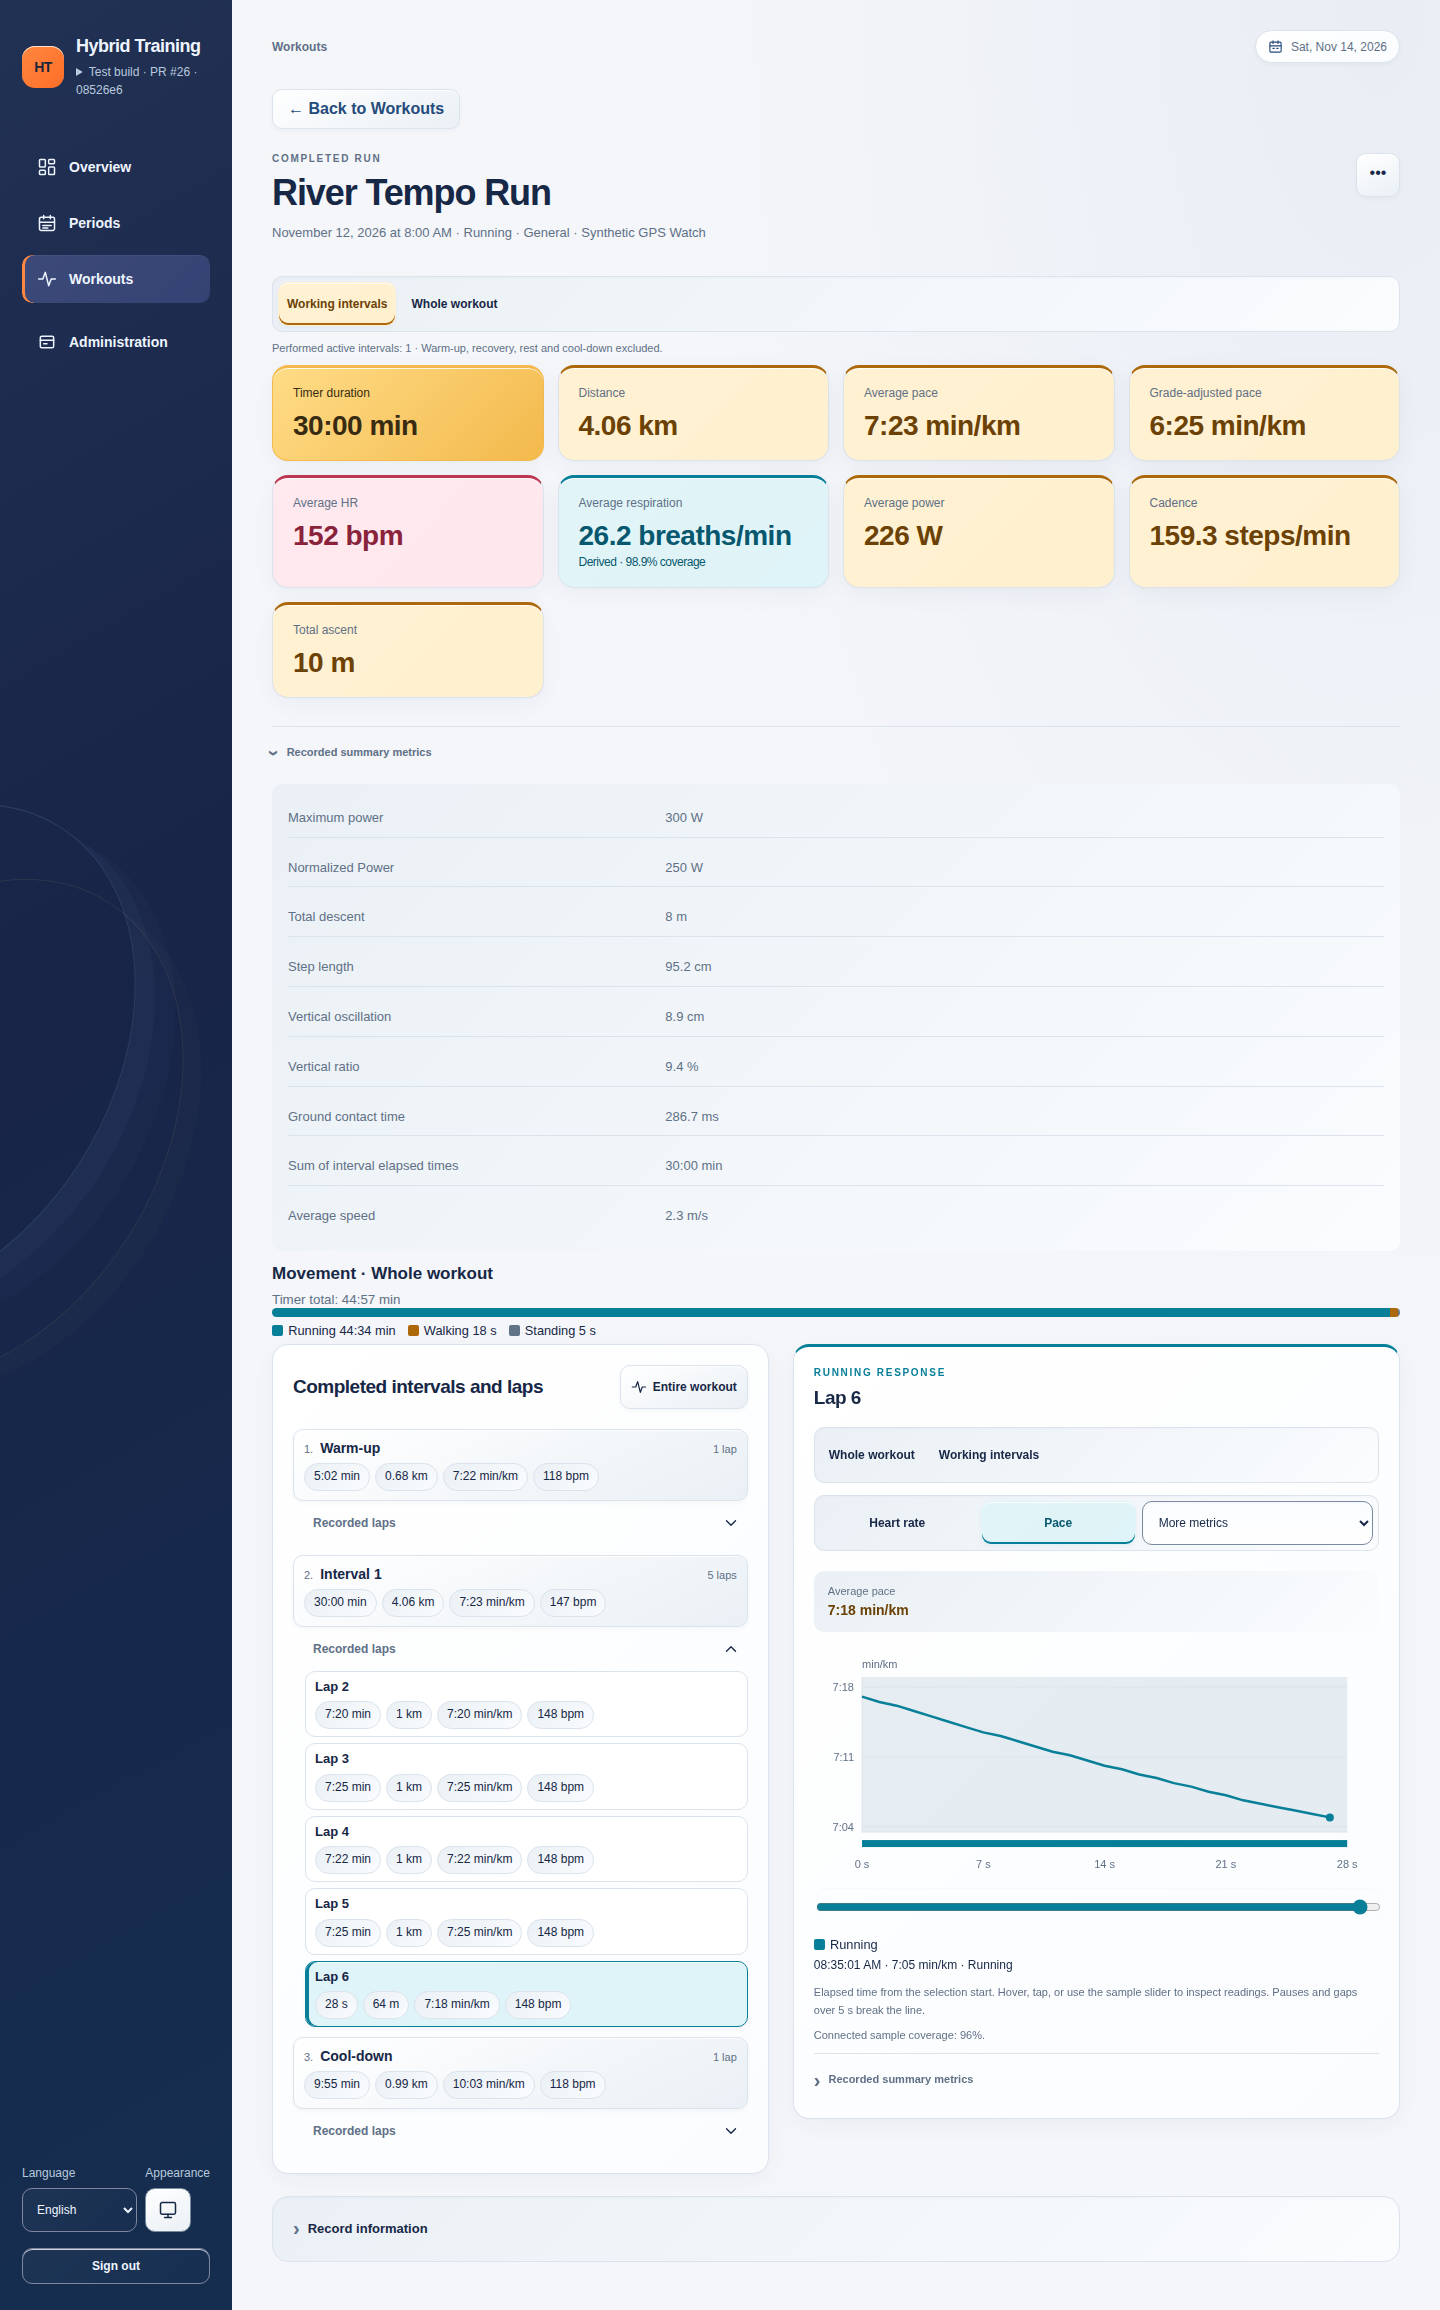 HT
Hybrid Training
Test build · PR #26 ·
08526e6
Overview
Periods
Workouts
Administration
Language
Appearance
English
Sign out
Workouts
Sat, Nov 14, 2026
← Back to Workouts
COMPLETED RUN
River Tempo Run
•••
November 12, 2026 at 8:00 AM · Running · General · Synthetic GPS Watch
Working intervals
Whole workout
Performed active intervals: 1 · Warm-up, recovery, rest and cool-down excluded.
Timer duration
30:00 min
Distance
4.06 km
Average pace
7:23 min/km
Grade-adjusted pace
6:25 min/km
Average HR
152 bpm
Average respiration
26.2 breaths/min
Derived · 98.9% coverage
Average power
226 W
Cadence
159.3 steps/min
Total ascent
10 m
Recorded summary metrics
Maximum power 300 W
Normalized Power 250 W
Total descent 8 m
Step length 95.2 cm
Vertical oscillation 8.9 cm
Vertical ratio 9.4 %
Ground contact time 286.7 ms
Sum of interval elapsed times 30:00 min
Average speed 2.3 m/s
Movement · Whole workout
Timer total: 44:57 min
Running 44:34 min Walking 18 s Standing 5 s
Completed intervals and laps
Entire workout
1. Warm-up 1 lap
5:02 min 0.68 km 7:22 min/km 118 bpm
Recorded laps
2. Interval 1 5 laps
30:00 min 4.06 km 7:23 min/km 147 bpm
Recorded laps
Lap 2
7:20 min 1 km 7:20 min/km 148 bpm
Lap 3
7:25 min 1 km 7:25 min/km 148 bpm
Lap 4
7:22 min 1 km 7:22 min/km 148 bpm
Lap 5
7:25 min 1 km 7:25 min/km 148 bpm
Lap 6
28 s 64 m 7:18 min/km 148 bpm
3. Cool-down 1 lap
9:55 min 0.99 km 10:03 min/km 118 bpm
Recorded laps
RUNNING RESPONSE
Lap 6
Whole workout Working intervals
Heart rate Pace More metrics
Average pace
7:18 min/km
min/km
7:18
7:11
7:04
0 s 7 s 14 s 21 s 28 s
Running
08:35:01 AM · 7:05 min/km · Running
Elapsed time from the selection start. Hover, tap, or use the sample slider to inspect readings. Pauses and gaps
over 5 s break the line.
Connected sample coverage: 96%.
Recorded summary metrics
Record information